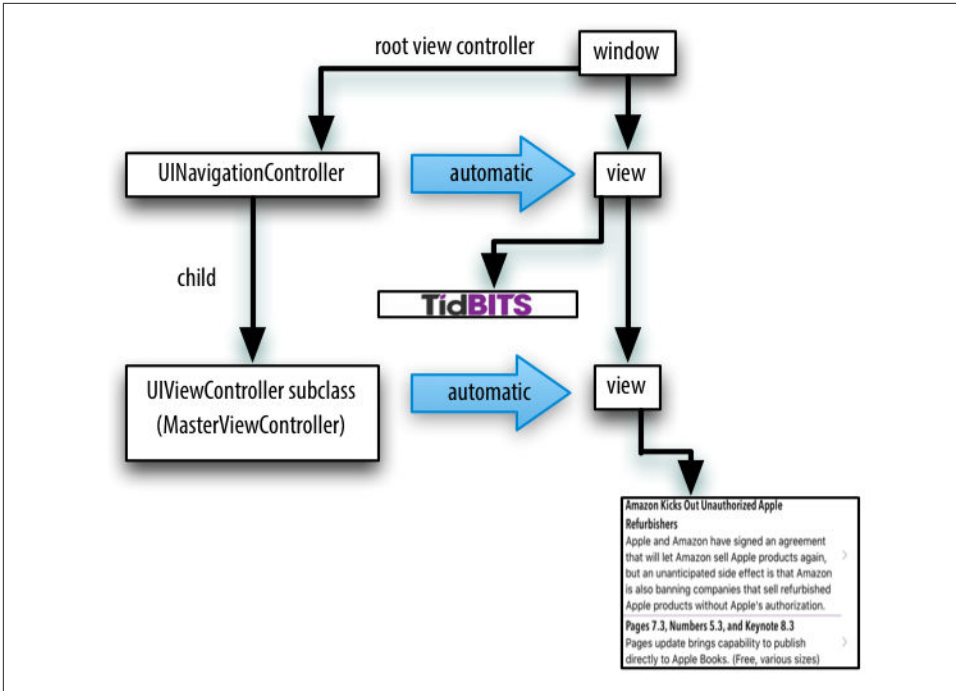 root view controller
window
UINavigationController
automatic
view
child
TidBITS
UIViewController subclass
(MasterViewController)
automatic
view
Amazon Kicks Out Unauthorized Apple
Refurbishers
Apple and Amazon have signed an agreement
that will let Amazon sell Apple products again,
but an unanticipated side effect is that Amazon
is also banning companies that sell refurbished
Apple products without Apple's authorization.
Pages 7.3, Numbers 5.3, and Keynote 8.3
Pages update brings capability to publish
directly to Apple Books. (Free, various sizes)